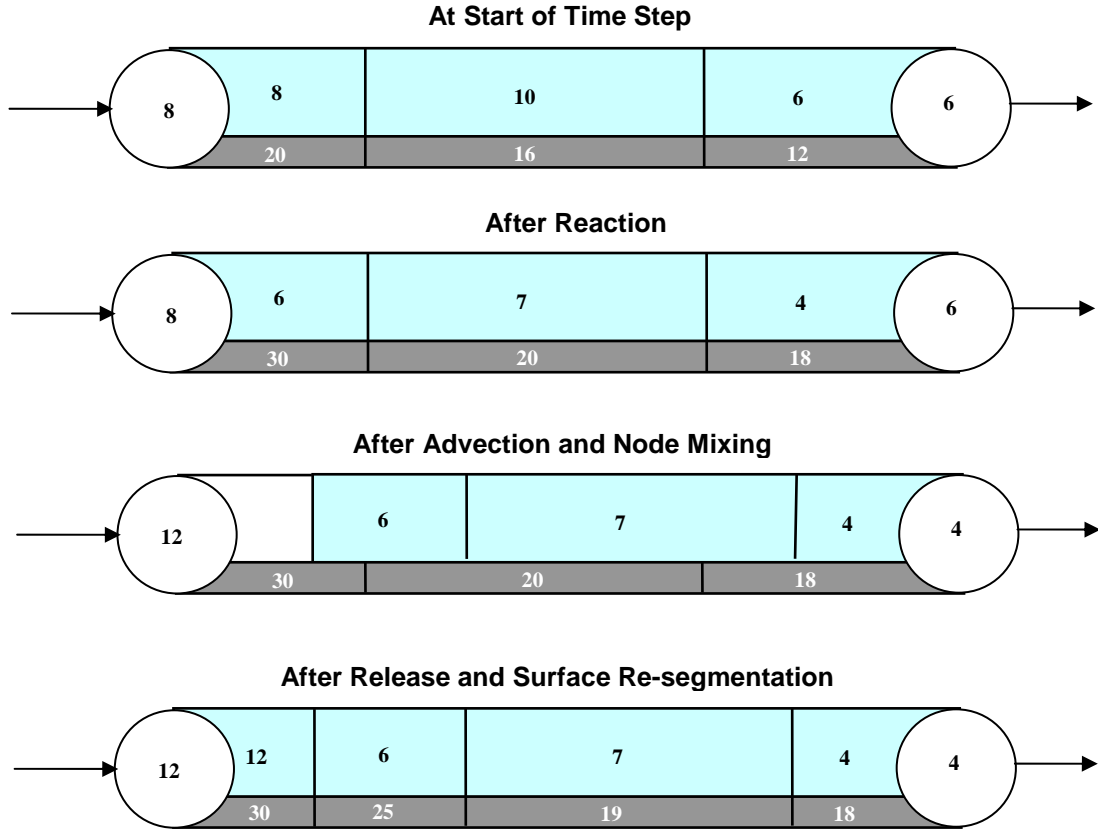 At Start of Time Step
8 8 10 6 6
20 16 12
After Reaction
8 6 7 4 6
30 20 18
After Advection and Node Mixing
12 6 7 4 4
30 20 18
After Release and Surface Re-segmentation
12 12 6 7 4 4
30 25 19 18